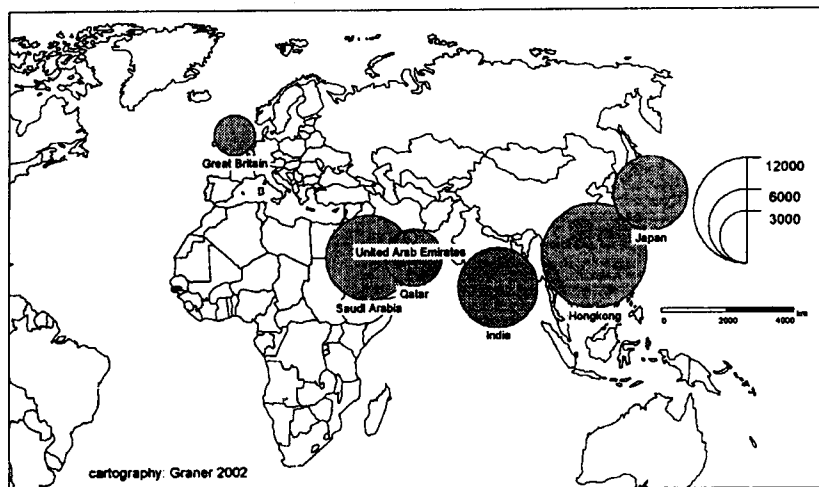 Great Britain
12000
6000
3000
Japan
United Arab Emirates
Qatar
Saudi Arabia
India
Hongkong
0 2000 4000 km
cartography: Graner 2002